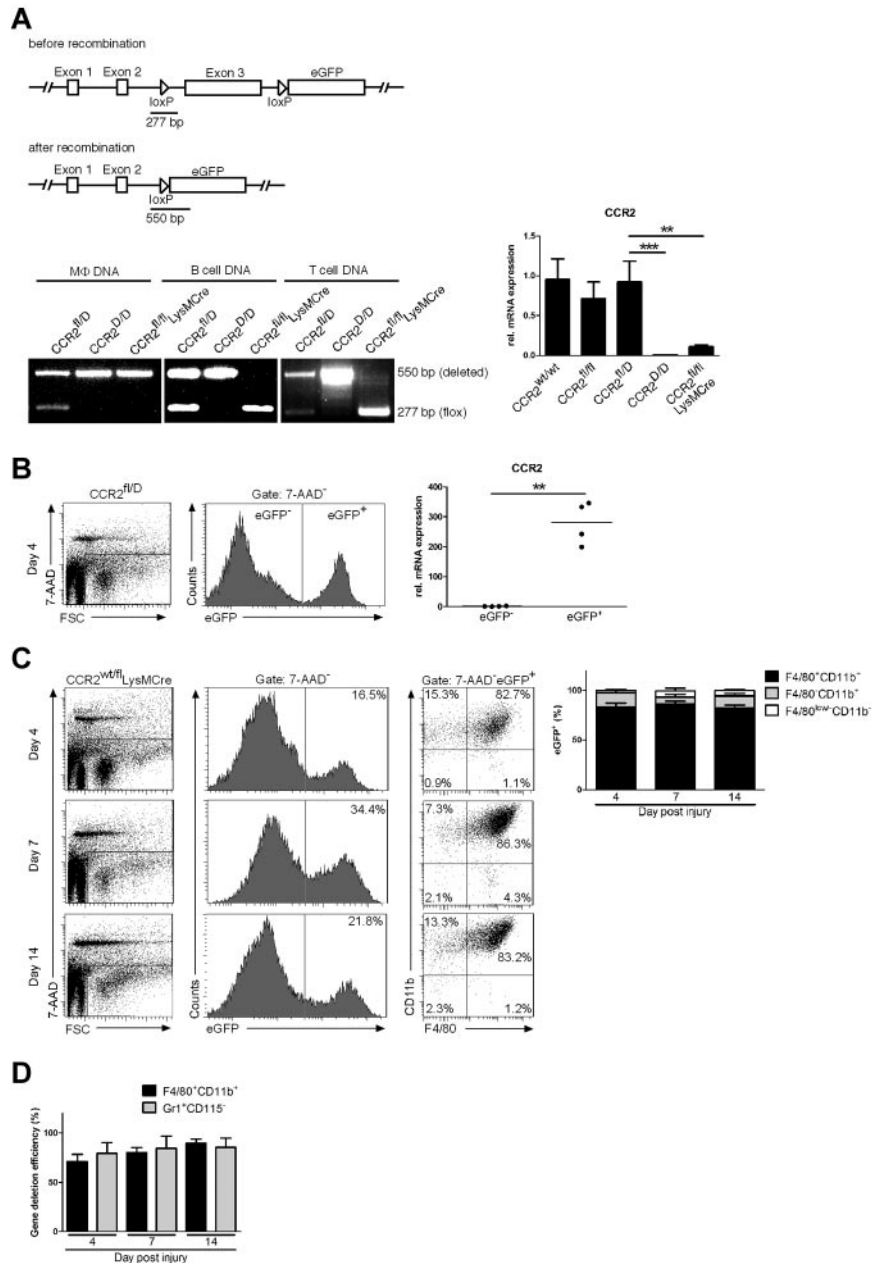 A
before recombination
Exon 1 Exon 2 Exon 3 eGFP
loxP loxP
277 bp
after recombination
Exon 1 Exon 2 eGFP
loxP
550 bp
MΦ DNA B cell DNA T cell DNA
CCR2fl/D CCR2D/D CCR2fl/fl LysMCre CCR2fl/D CCR2D/D CCR2fl/fl LysMCre CCR2fl/D CCR2D/D CCR2fl/fl LysMCre
550 bp (deleted)
277 bp (flox)
CCR2
** 
***
rel. mRNA expression
1.5
1.0
0.5
0.0
CCR2wt/wt CCR2fl/fl CCR2fl/D CCR2D/D CCR2fl/fl LysMCre
B
CCR2fl/D
Day 4
7-AAD
FSC
Gate: 7-AAD-
eGFP- eGFP+
Counts
eGFP
CCR2
**
rel. mRNA expression
400
300
200
100
0
eGFP- eGFP+
C
CCR2wt/fl LysMCre Gate: 7-AAD- Gate: 7-AAD-eGFP+
Day 4
16.5%
15.3% 82.7%
0.9% 1.1%
Day 7
34.4%
7.3%
86.3%
2.1% 4.3%
Day 14
21.8%
13.3%
83.2%
2.3% 1.2%
7-AAD
FSC
Counts
eGFP
CD11b
F4/80
eGFP+ (%)
100
50
0
4 7 14
Day post injury
F4/80+CD11b+
F4/80-CD11b+
F4/80low/-CD11b-
D
F4/80+CD11b+
Gr1+CD115-
Gene deletion efficiency (%)
100
50
0
4 7 14
Day post injury